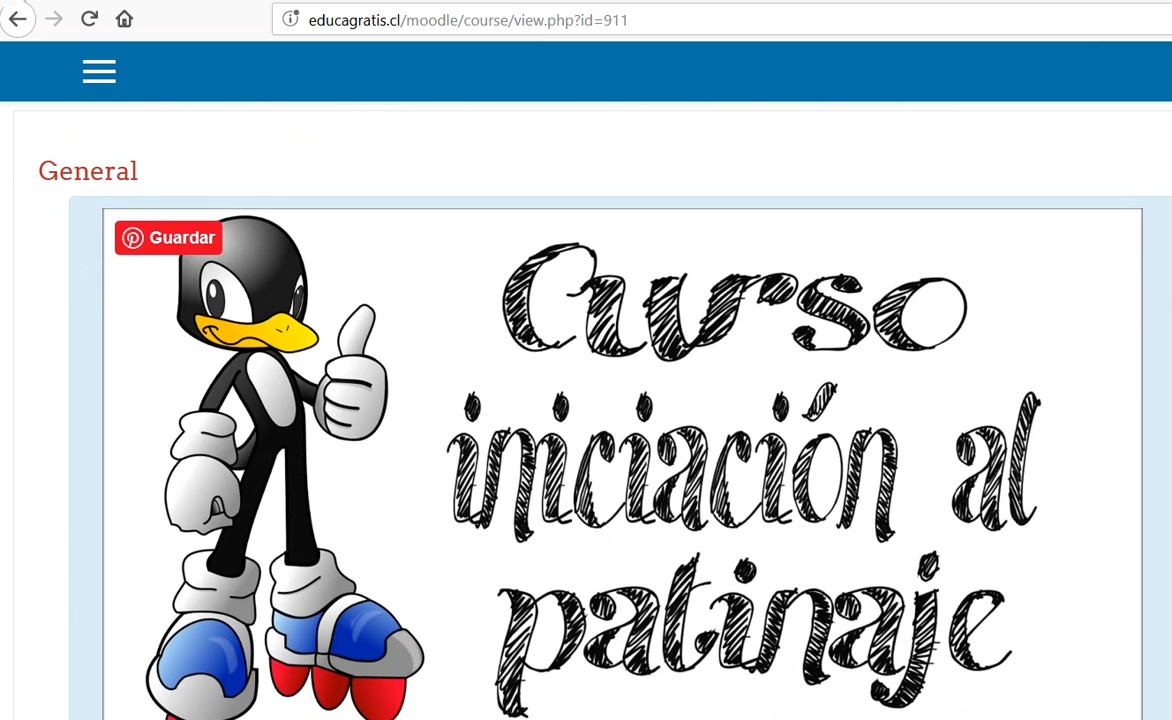 educagratis.cl/moodle/course/view.php?id=911
General
Guardar
Curso
iniciación al
patinaje